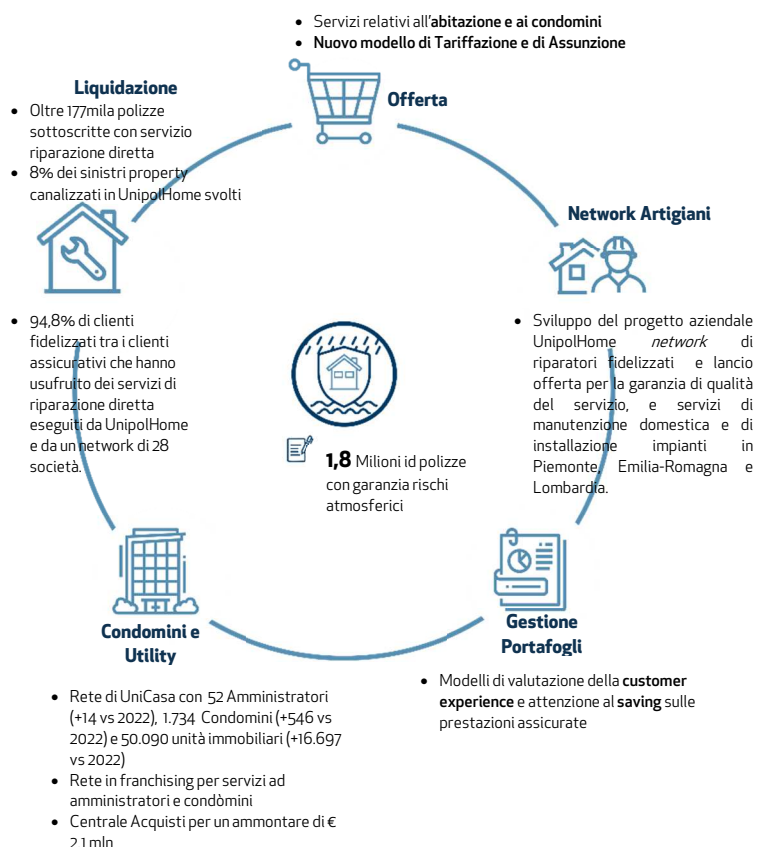 • Servizi relativi all'abitazione e ai condomini
• Nuovo modello di Tariffazione e di Assunzione
Offerta
Liquidazione
• Oltre 177mila polizze
sottoscritte con servizio
riparazione diretta
• 8% dei sinistri property
canalizzati in UnipolHome svolti
• 94,8% di clienti
fidelizzati tra i clienti
assicurativi che hanno
usufruito dei servizi di
riparazione diretta
eseguiti da UnipolHome
e da un network di 28
società.
Network Artigiani
• Sviluppo del progetto aziendale
UnipolHome network di
riparatori fidelizzati e lancio
offerta per la garanzia di qualità
del servizio, e servizi di
manutenzione domestica e di
installazione impianti in
Piemonte, Emilia-Romagna e
Lombardia.
1,8 Milioni id polizze
con garanzia rischi
atmosferici
Condomini e
Utility
• Rete di UniCasa con 52 Amministratori
(+14 vs 2022), 1.734 Condomini (+546 vs
2022) e 50.090 unità immobiliari (+16.697
vs 2022)
• Rete in franchising per servizi ad
amministratori e condòmini
• Centrale Acquisti per un ammontare di €
2,1 mln
Gestione
Portafogli
• Modelli di valutazione della customer
experience e attenzione al saving sulle
prestazioni assicurate